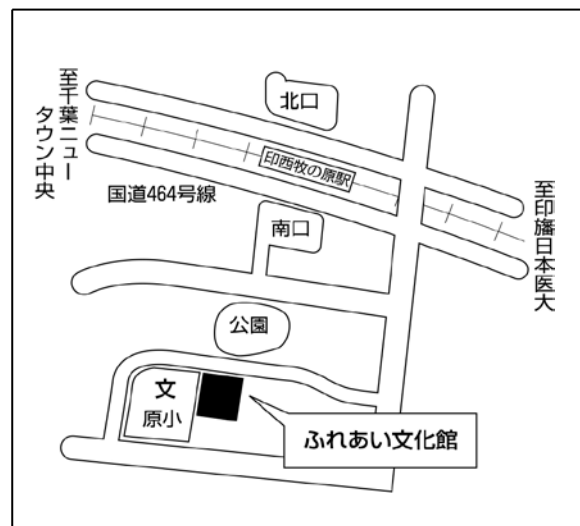 至千葉ニュー
タウン中央
北口
印西牧の原駅
国道464号線
南口
至印旛日本医大
公園
文
原小
ふれあい文化館